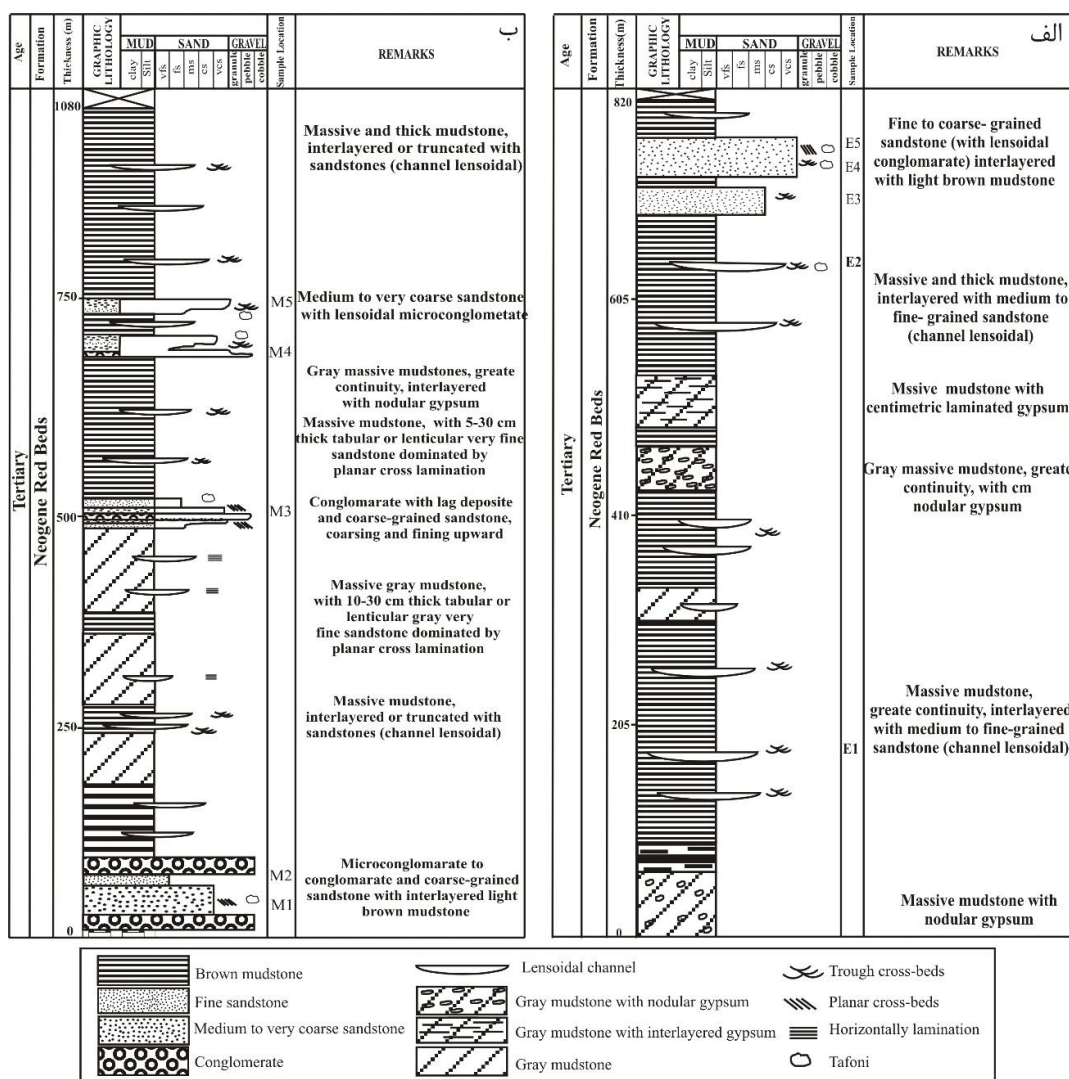 ب
Age
Formation
Thickness (m)
GRAPHIC
LITHOLOGY
MUD
SAND
GRAVEL
clay
Silt
vfs
fs
ms
cs
vcs
granule
pebble
cobble
Sample Location
REMARKS
Tertiary
Neogene Red Beds
1080
750
500
250
0
M5
M4
M3
M2
M1
Massive and thick mudstone,
interlayered or truncated with
sandstones (channel lensoidal)
Medium to very coarse sandstone
with lensoidal microconglometate
Gray massive mudstones, greate
continuity, interlayered
with nodular gypsum
Massive mudstone, with 5-30 cm
thick tabular or lenticular very fine
sandstone dominated by
planar cross lamination
Conglomarate with lag deposite
and coarse-grained sandstone,
coarsing and fining upward
Massive gray mudstone,
with 10-30 cm thick tabular or
lenticular gray very
fine sandstone dominated by
planar cross lamination
Massive mudstone,
interlayered or truncated with
sandstones (channel lensoidal)
Microconglomarate to
conglomarate and coarse-grained
sandstone with interlayered light
brown mudstone
الف
Age
Formation
Thickness(m)
GRAPHIC
LITHOLOGY
MUD
SAND
GRAVEL
clay
Silt
vfs
fs
ms
cs
vcs
granule
pebble
cobble
Sample Location
REMARKS
Tertiary
Neogene Red Beds
820
605
410
205
0
E5
E4
E3
E2
E1
Fine to coarse- grained
sandstone (with lensoidal
conglomarate) interlayered
with light brown mudstone
Massive and thick mudstone,
interlayered with medium to
fine- grained sandstone
(channel lensoidal)
Mssive mudstone with
centimetric laminated gypsum
Gray massive mudstone, greate
continuity, with cm
nodular gypsum
Massive mudstone,
greate continuity, interlayered
with medium to fine-grained
sandstone (channel lensoidal)
Massive mudstone with
nodular gypsum
Brown mudstone
Fine sandstone
Medium to very coarse sandstone
Conglomerate
Lensoidal channel
Gray mudstone with nodular gypsum
Gray mudstone with interlayered gypsum
Gray mudstone
Trough cross-beds
Planar cross-beds
Horizontally lamination
Tafoni